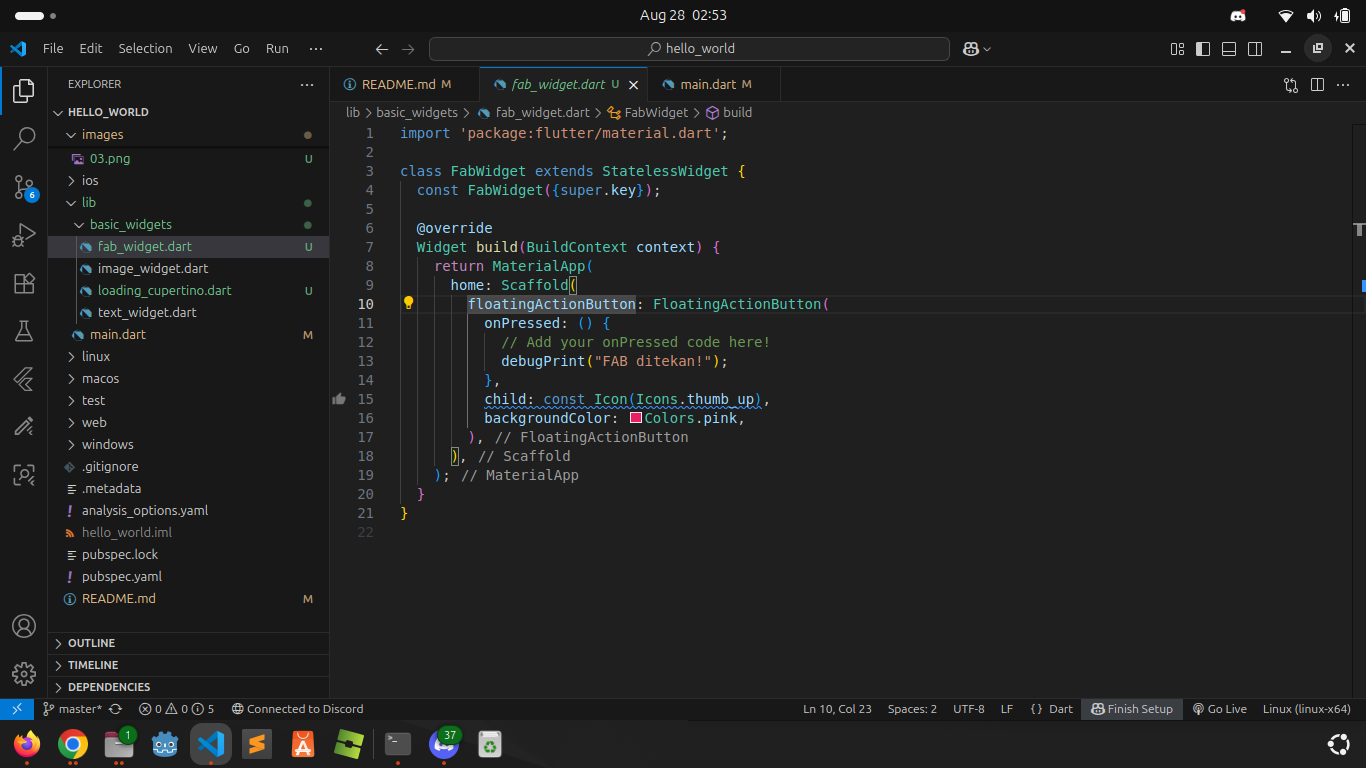 Aug 28 02:53
File Edit Selection View Go Run ··· hello_world
EXPLORER ···
HELLO_WORLD
images
03.png U
ios
lib
basic_widgets
fab_widget.dart U
image_widget.dart
loading_cupertino.dart U
text_widget.dart
main.dart M
linux
macos
test
web
windows
.gitignore
.metadata
analysis_options.yaml
hello_world.iml
pubspec.lock
pubspec.yaml
README.md M
OUTLINE
TIMELINE
DEPENDENCIES
6
README.md M fab_widget.dart U main.dart M ···
lib > basic_widgets > fab_widget.dart > FabWidget > build
1 import 'package:flutter/material.dart';
2
3 class FabWidget extends StatelessWidget {
4 const FabWidget({super.key});
5
6 @override
7 Widget build(BuildContext context) {
8 return MaterialApp(
9 home: Scaffold(
10 floatingActionButton: FloatingActionButton(
11 onPressed: () {
12 // Add your onPressed code here!
13 debugPrint("FAB ditekan!");
14 },
15 child: const Icon(Icons.thumb_up),
16 backgroundColor: Colors.pink,
17 ), // FloatingActionButton
18 ), // Scaffold
19 ); // MaterialApp
20 }
21 }
22
master* 0 0 5 Connected to Discord Ln 10, Col 23 Spaces: 2 UTF-8 LF {} Dart Finish Setup Go Live Linux (linux-x64)
1 37